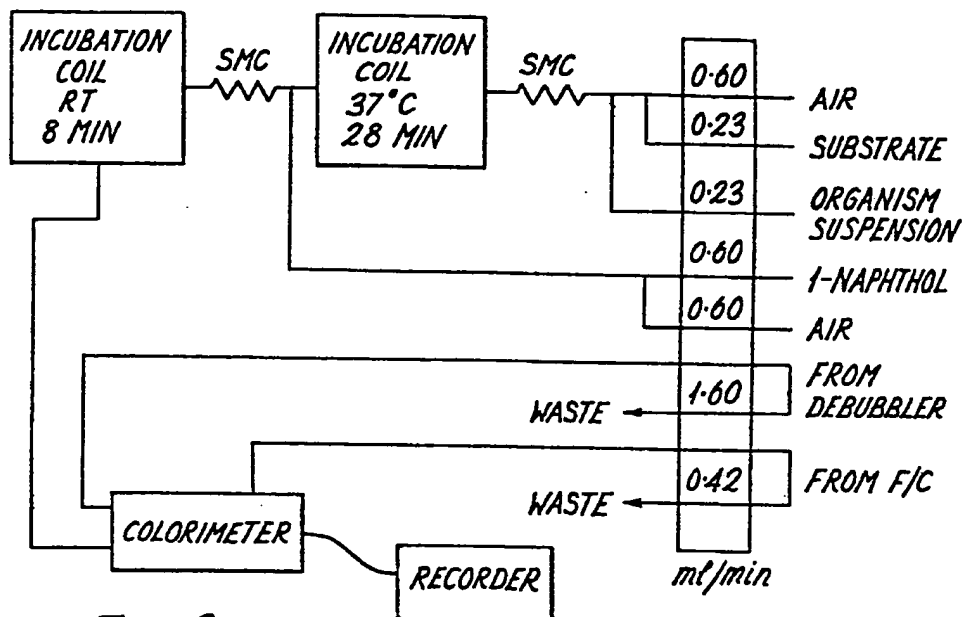 INCUBATION
COIL
RT
8 MIN
SMC
INCUBATION
COIL
37°C
28 MIN
SMC
0.60
AIR
0.23
SUBSTRATE
0.23
ORGANISM
SUSPENSION
0.60
1-NAPHTHOL
0.60
AIR
1.60
FROM
DEBUBBLER
WASTE
0.42
FROM F/C
WASTE
COLORIMETER
RECORDER
ml/min